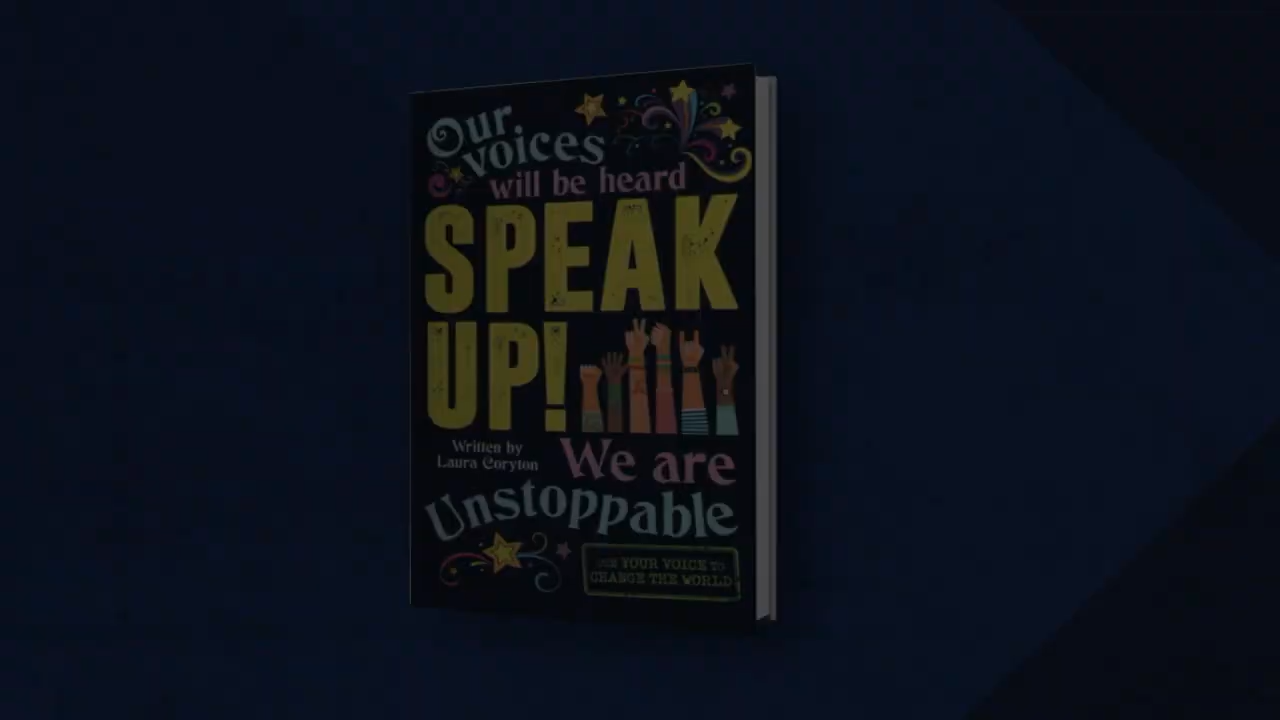 Our
voices
will be heard
SPEAK
UP!
Written by
Laura Coryton
We are
Unstoppable
USE YOUR VOICE TO
CHANGE THE WORLD